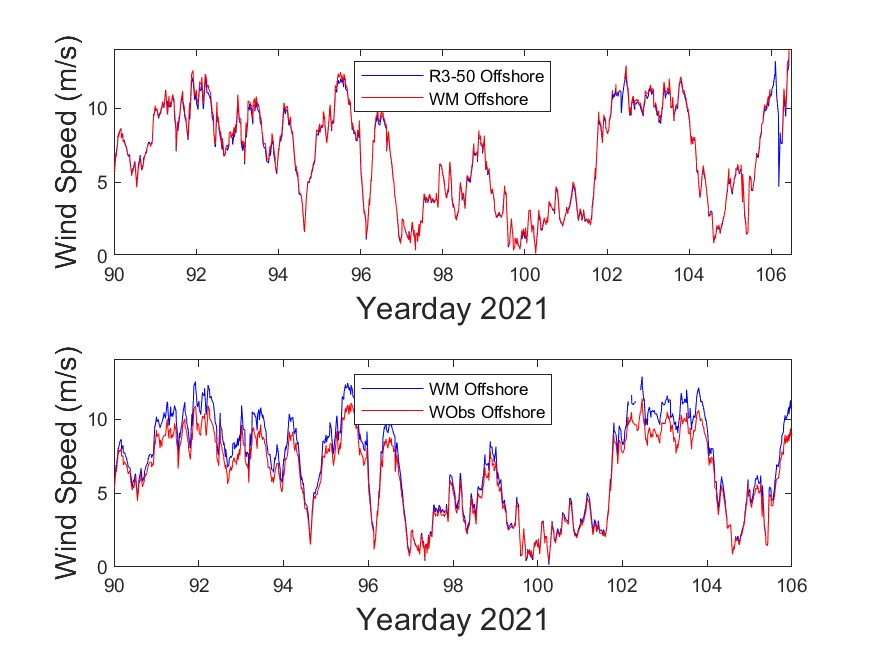 Wind Speed (m/s)
10
5
0
R3-50 Offshore
WM Offshore
90 92 94 96 98 100 102 104 106
Yearday 2021
Wind Speed (m/s)
10
5
0
WM Offshore
WObs Offshore
90 92 94 96 98 100 102 104 106
Yearday 2021